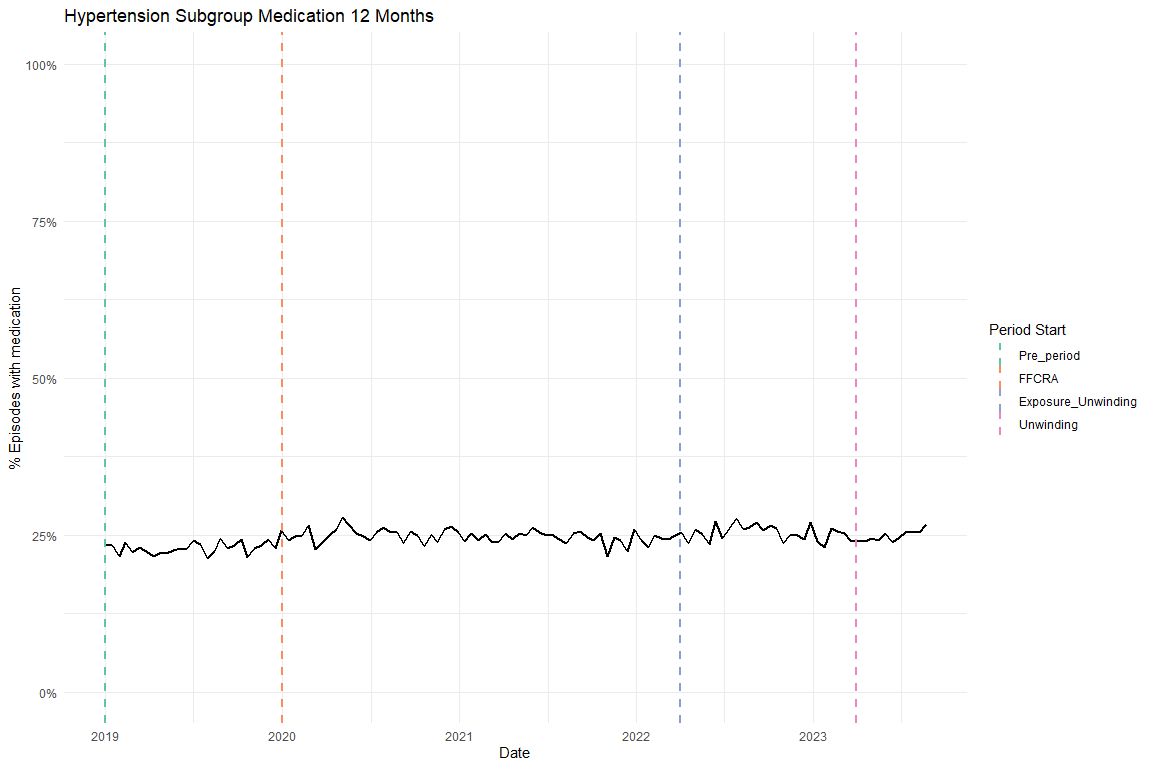 Hypertension Subgroup Medication 12 Months
100%
75%
50%
25%
0%
% Episodes with medication
2019
2020
2021
2022
2023
Date
Period Start
Pre_period
FFCRA
Exposure_Unwinding
Unwinding